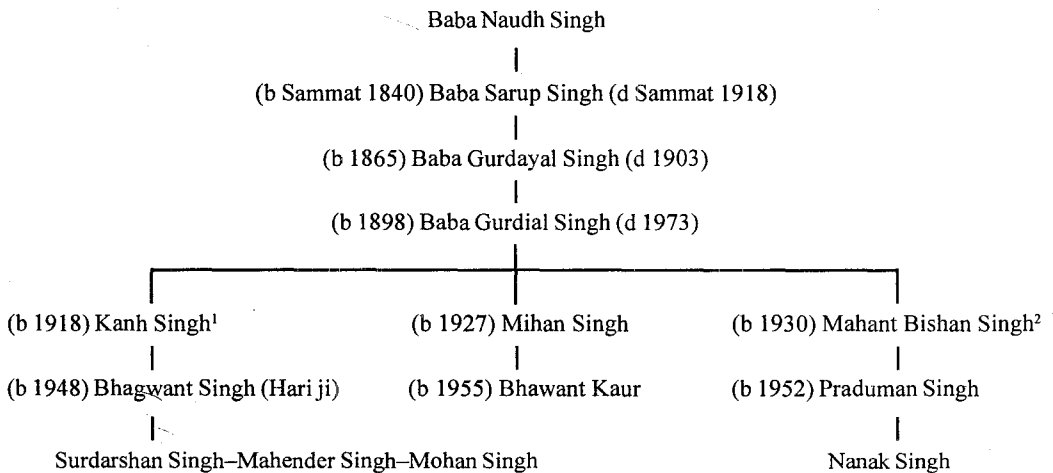 Baba Naudh Singh
(b Sammat 1840) Baba Sarup Singh (d Sammat 1918)
(b 1865) Baba Gurdayal Singh (d 1903)
(b 1898) Baba Gurdial Singh (d 1973)
(b 1918) Kanh Singh¹ (b 1927) Mihan Singh (b 1930) Mahant Bishan Singh²
(b 1948) Bhagwant Singh (Hari ji) (b 1955) Bhawant Kaur (b 1952) Praduman Singh
Surdarshan Singh–Mahender Singh–Mohan Singh Nanak Singh